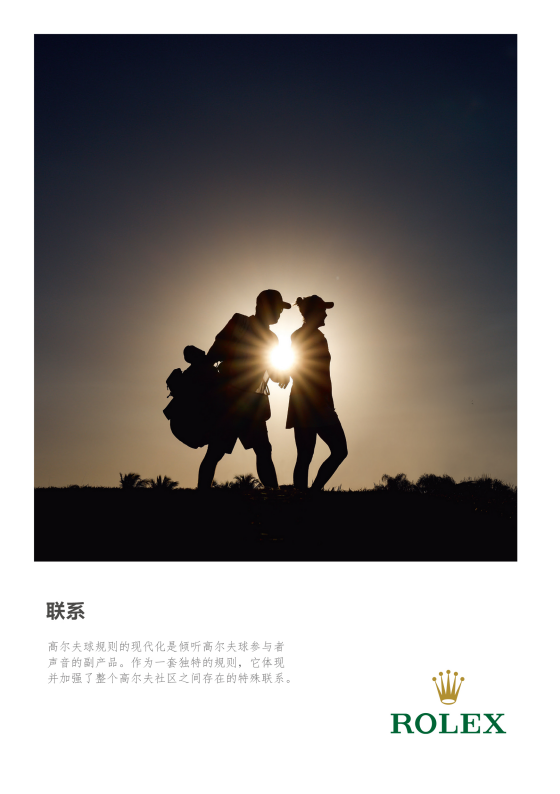 联系
高尔夫球规则的现代化是倾听高尔夫球参与者
声音的副产品。作为一套独特的规则，它体现
并加强了整个高尔夫社区之间存在的特殊联系。
ROLEX